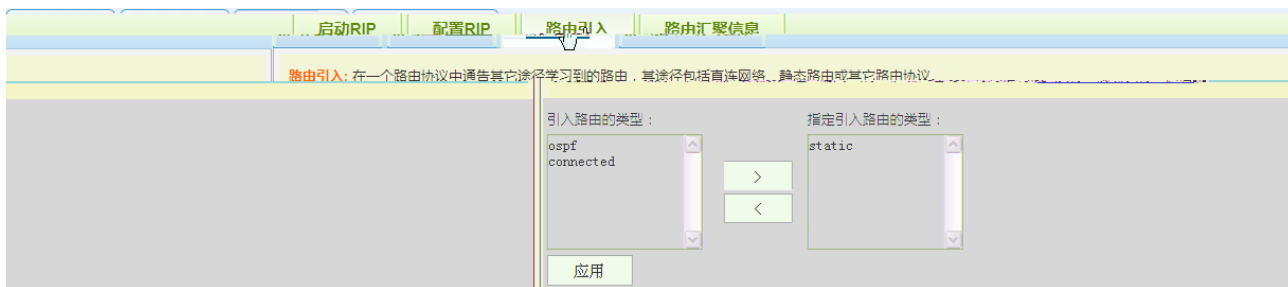 启动RIP 配置RIP 路由引入 路由汇聚信息
路由引入: 在一个路由协议中通告其它途径学习到的路由，其途径包括直连网络、静态路由或其它路由协议
引入路由的类型： 指定引入路由的类型：
ospf static
connected
>
<
应用